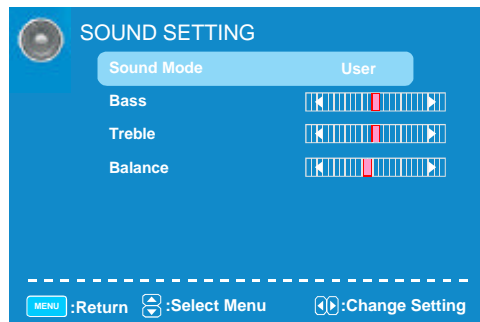 SOUND SETTING
Sound Mode User
Bass
Treble
Balance
MENU :Return :Select Menu :Change Setting